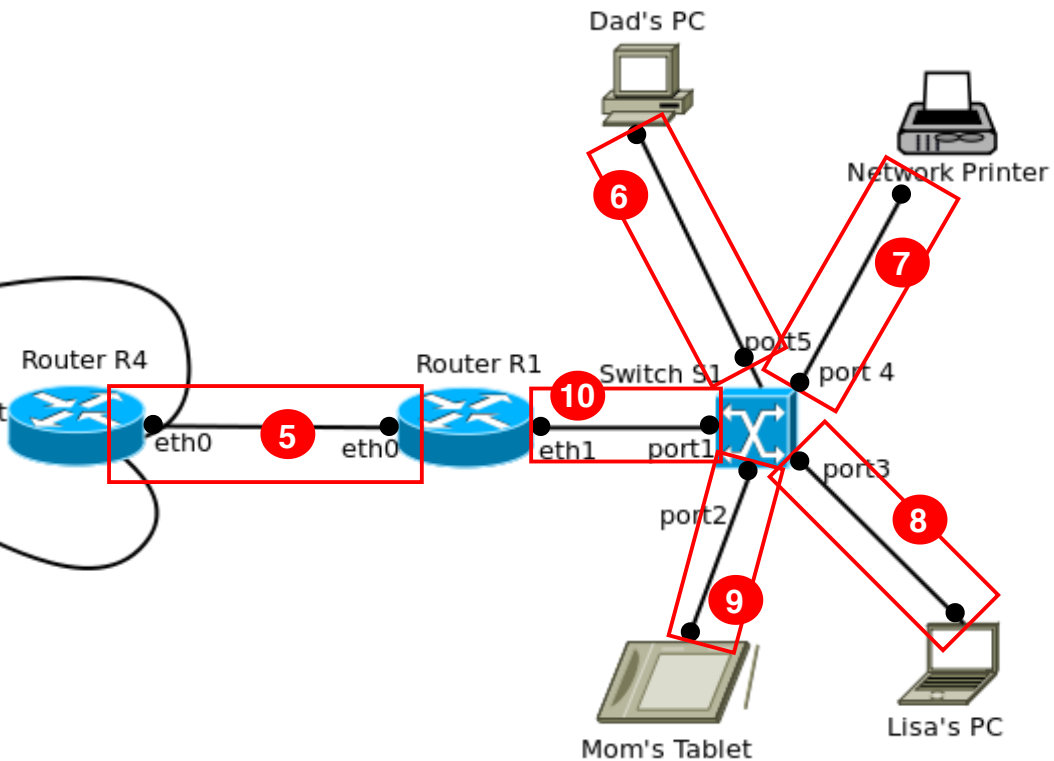 Dad's PC
Network Printer
6
7
port5
Router R4
Router R1
Switch S1
port 4
10
t
eth0
5
eth0
eth1
port1
port3
port2
8
9
Lisa's PC
Mom's Tablet